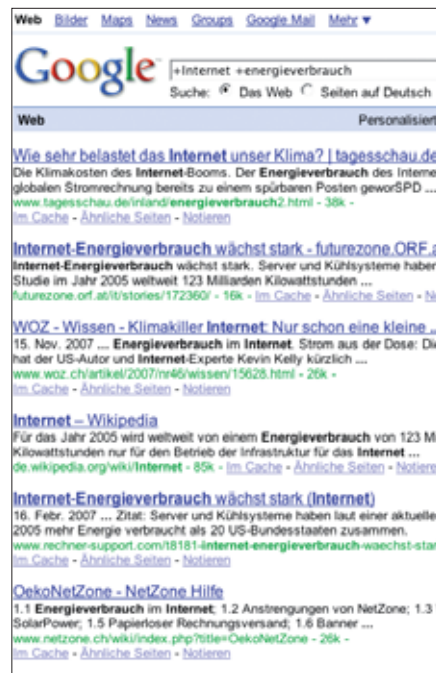 Web Bilder Maps News Groups Google Mail Mehr ▼
Google
+Internet +energieverbrauch
Suche: Das Web Seiten auf Deutsch
Web Personalisiert
Wie sehr belastet das Internet unser Klima? | tagesschau.de
Die Klimakosten des Internet-Booms. Der Energieverbrauch des Interne
globalen Stromrechnung bereits zu einem spürbaren Posten geworSPD ...
www.tagesschau.de/inland/energieverbrauch2.html - 38k -
Im Cache - Ähnliche Seiten - Notieren
Internet-Energieverbrauch wächst stark - futurezone.ORF.a
Internet-Energieverbrauch wächst stark. Server und Kühlsysteme haben
Studie im Jahr 2005 weltweit 123 Milliarden Kilowattstunden ...
futurezone.orf.at/it/stories/172360/ - 16k - Im Cache - Ähnliche Seiten - N
WOZ - Wissen - Klimakiller Internet: Nur schon eine kleine ...
15. Nov. 2007 ... Energieverbrauch im Internet. Strom aus der Dose: Die
hat der US-Autor und Internet-Experte Kevin Kelly kürzlich ...
www.woz.ch/artikel/2007/nr46/wissen/15628.html - 26k -
Im Cache - Ähnliche Seiten - Notieren
Internet – Wikipedia
Für das Jahr 2005 wird weltweit von einem Energieverbrauch von 123 M
Kilowattstunden nur für den Betrieb der Infrastruktur für das Internet ...
de.wikipedia.org/wiki/Internet - 85k - Im Cache - Ähnliche Seiten - Notiere
Internet-Energieverbrauch wächst stark (Internet)
16. Febr. 2007 ... Zitat: Server und Kühlsysteme haben laut einer aktuelle
2005 mehr Energie verbraucht als 20 US-Bundesstaaten zusammen.
www.rechner-support.com/t8181-internet-energieverbrauch-waechst-star
Im Cache - Ähnliche Seiten - Notieren
OekoNetZone - NetZone Hilfe
1.1 Energieverbrauch im Internet; 1.2 Anstrengungen von NetZone; 1.3
SolarPower; 1.5 Papierloser Rechnungsversand; 1.6 Banner ...
www.netzone.ch/wiki/index.php?title=OekoNetZone - 26k -
Im Cache - Ähnliche Seiten - Notieren